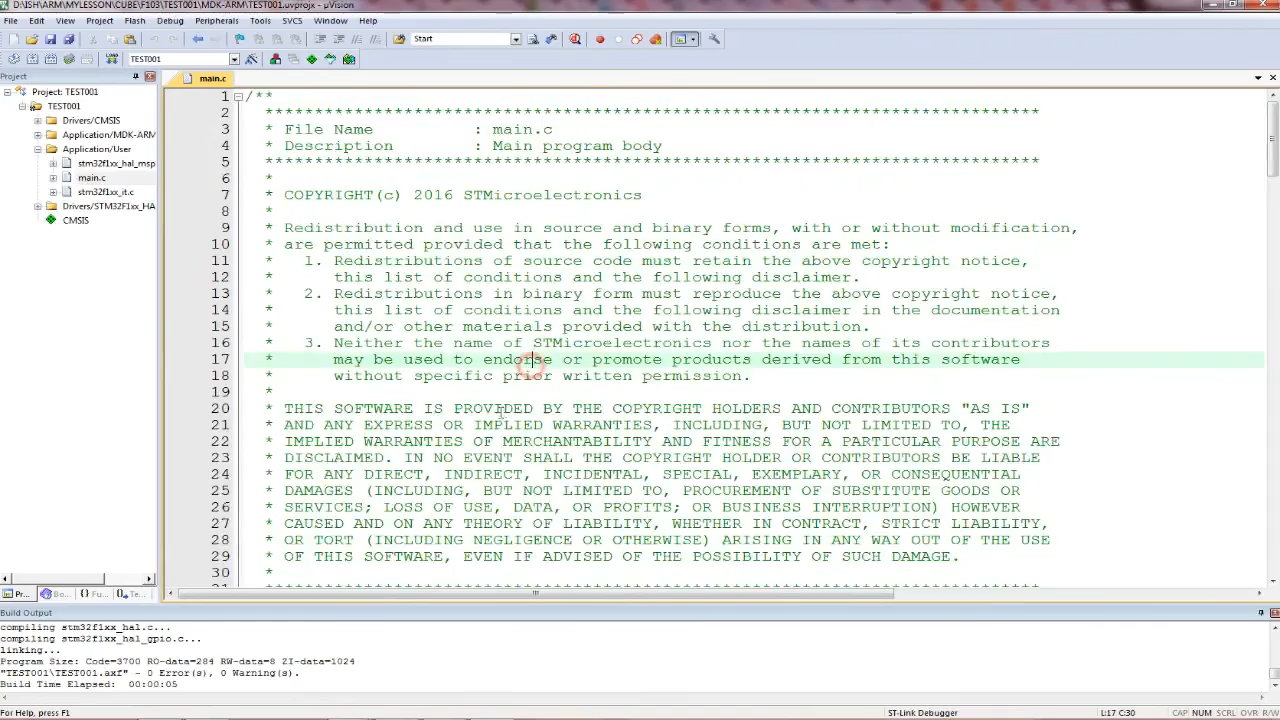 D:\ISH\ARM\MYLESSON\CUBE\F103\TEST001\MDK-ARM\TEST001.uvprojx - µVision
File Edit View Project Flash Debug Peripherals Tools SVCS Window Help
Start
TEST001
Project
main.c
Project: TEST001
TEST001
Drivers/CMSIS
Application/MDK-ARM
Application/User
stm32f1xx_hal_msp
main.c
stm32f1xx_it.c
Drivers/STM32F1xx_HA
CMSIS
1 /**
2 ******************************************************************************
3 * File Name : main.c
4 * Description : Main program body
5 ******************************************************************************
6 *
7 * COPYRIGHT(c) 2016 STMicroelectronics
8 *
9 * Redistribution and use in source and binary forms, with or without modification,
10 * are permitted provided that the following conditions are met:
11 * 1. Redistributions of source code must retain the above copyright notice,
12 * this list of conditions and the following disclaimer.
13 * 2. Redistributions in binary form must reproduce the above copyright notice,
14 * this list of conditions and the following disclaimer in the documentation
15 * and/or other materials provided with the distribution.
16 * 3. Neither the name of STMicroelectronics nor the names of its contributors
17 * may be used to endorse or promote products derived from this software
18 * without specific prior written permission.
19 *
20 * THIS SOFTWARE IS PROVIDED BY THE COPYRIGHT HOLDERS AND CONTRIBUTORS "AS IS"
21 * AND ANY EXPRESS OR IMPLIED WARRANTIES, INCLUDING, BUT NOT LIMITED TO, THE
22 * IMPLIED WARRANTIES OF MERCHANTABILITY AND FITNESS FOR A PARTICULAR PURPOSE ARE
23 * DISCLAIMED. IN NO EVENT SHALL THE COPYRIGHT HOLDER OR CONTRIBUTORS BE LIABLE
24 * FOR ANY DIRECT, INDIRECT, INCIDENTAL, SPECIAL, EXEMPLARY, OR CONSEQUENTIAL
25 * DAMAGES (INCLUDING, BUT NOT LIMITED TO, PROCUREMENT OF SUBSTITUTE GOODS OR
26 * SERVICES; LOSS OF USE, DATA, OR PROFITS; OR BUSINESS INTERRUPTION) HOWEVER
27 * CAUSED AND ON ANY THEORY OF LIABILITY, WHETHER IN CONTRACT, STRICT LIABILITY,
28 * OR TORT (INCLUDING NEGLIGENCE OR OTHERWISE) ARISING IN ANY WAY OUT OF THE USE
29 * OF THIS SOFTWARE, EVEN IF ADVISED OF THE POSSIBILITY OF SUCH DAMAGE.
30 *
Pr... Bo... {} Fu... Te...
Build Output
compiling stm32f1xx_hal.c...
compiling stm32f1xx_hal_gpio.c...
linking...
Program Size: Code=3700 RO-data=284 RW-data=8 ZI-data=1024
"TEST001\TEST001.axf" - 0 Error(s), 0 Warning(s).
Build Time Elapsed: 00:00:05
For Help, press F1 ST-Link Debugger L:17 C:30 CAP NUM SCRL OVR R/W